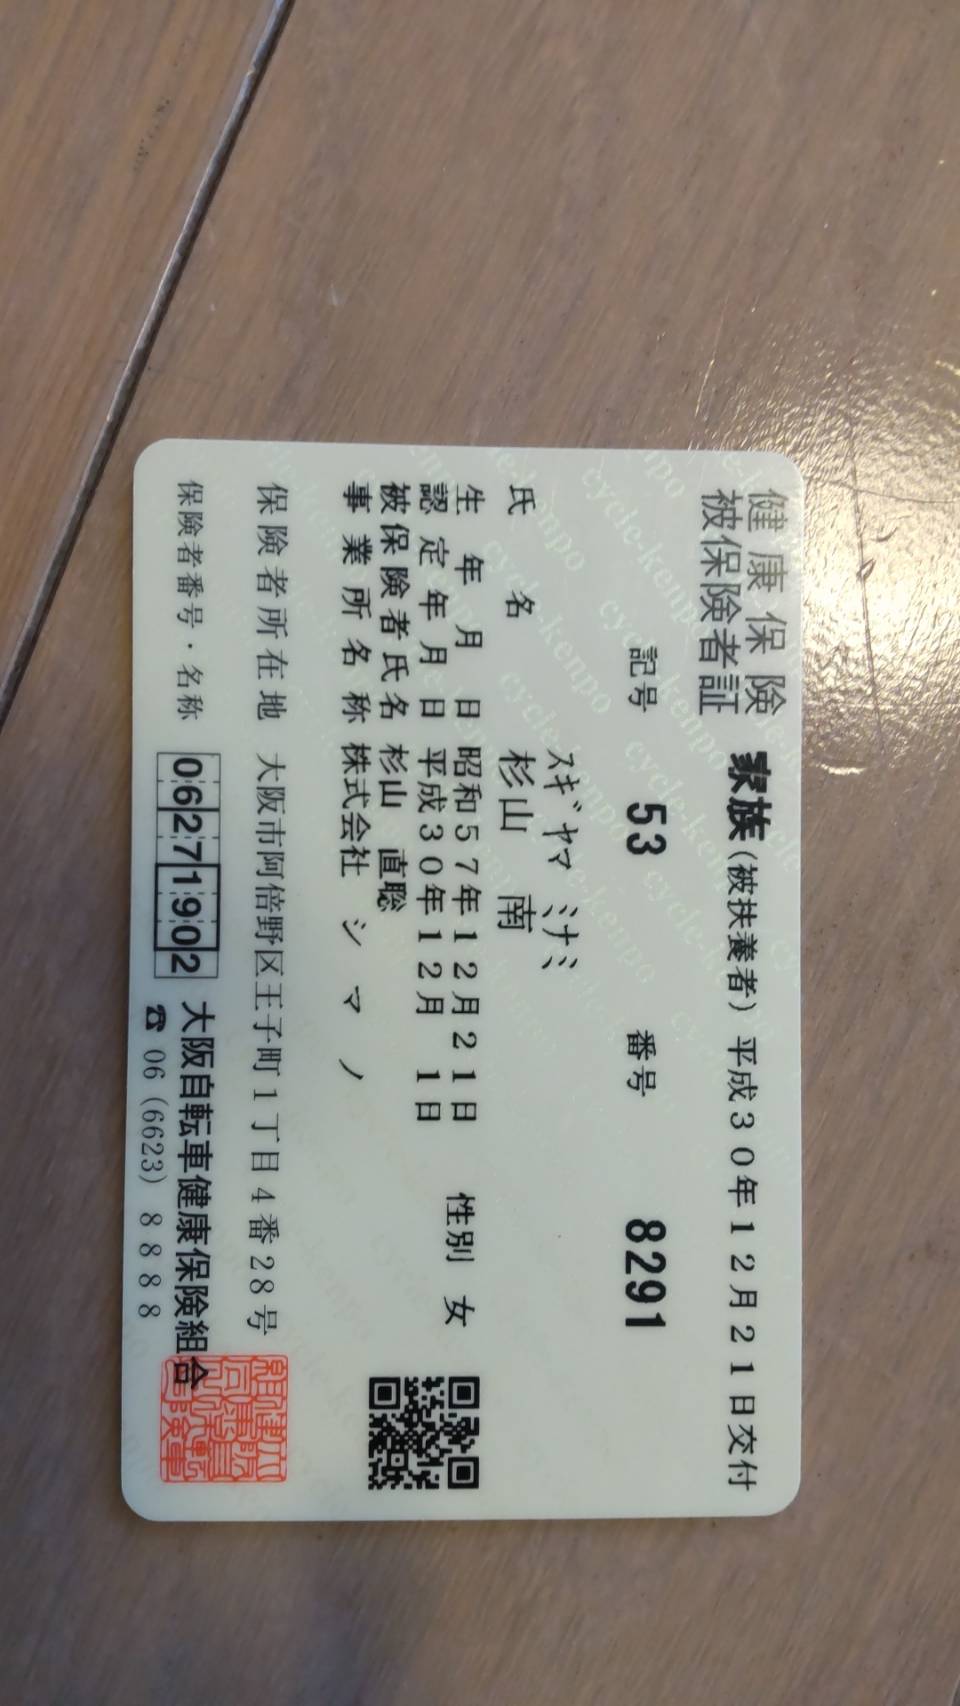 健康保険 家族(被扶養者) 平成30年12月21日交付
被保険者証
記号 53 番号 8291
スギヤマ ミナミ
氏名 杉山 南
生年月日 昭和57年12月21日 性別 女
認定年月日 平成30年12月 1日
被保険者氏名 杉山 直聡
事業所名称 株式会社 シマノ
保険者所在地 大阪市阿倍野区王子町1丁目4番28号
保険者番号・名称 06271902 大阪自転車健康保険組合
☎ 06 (6623) 8888
cycle-kenpo